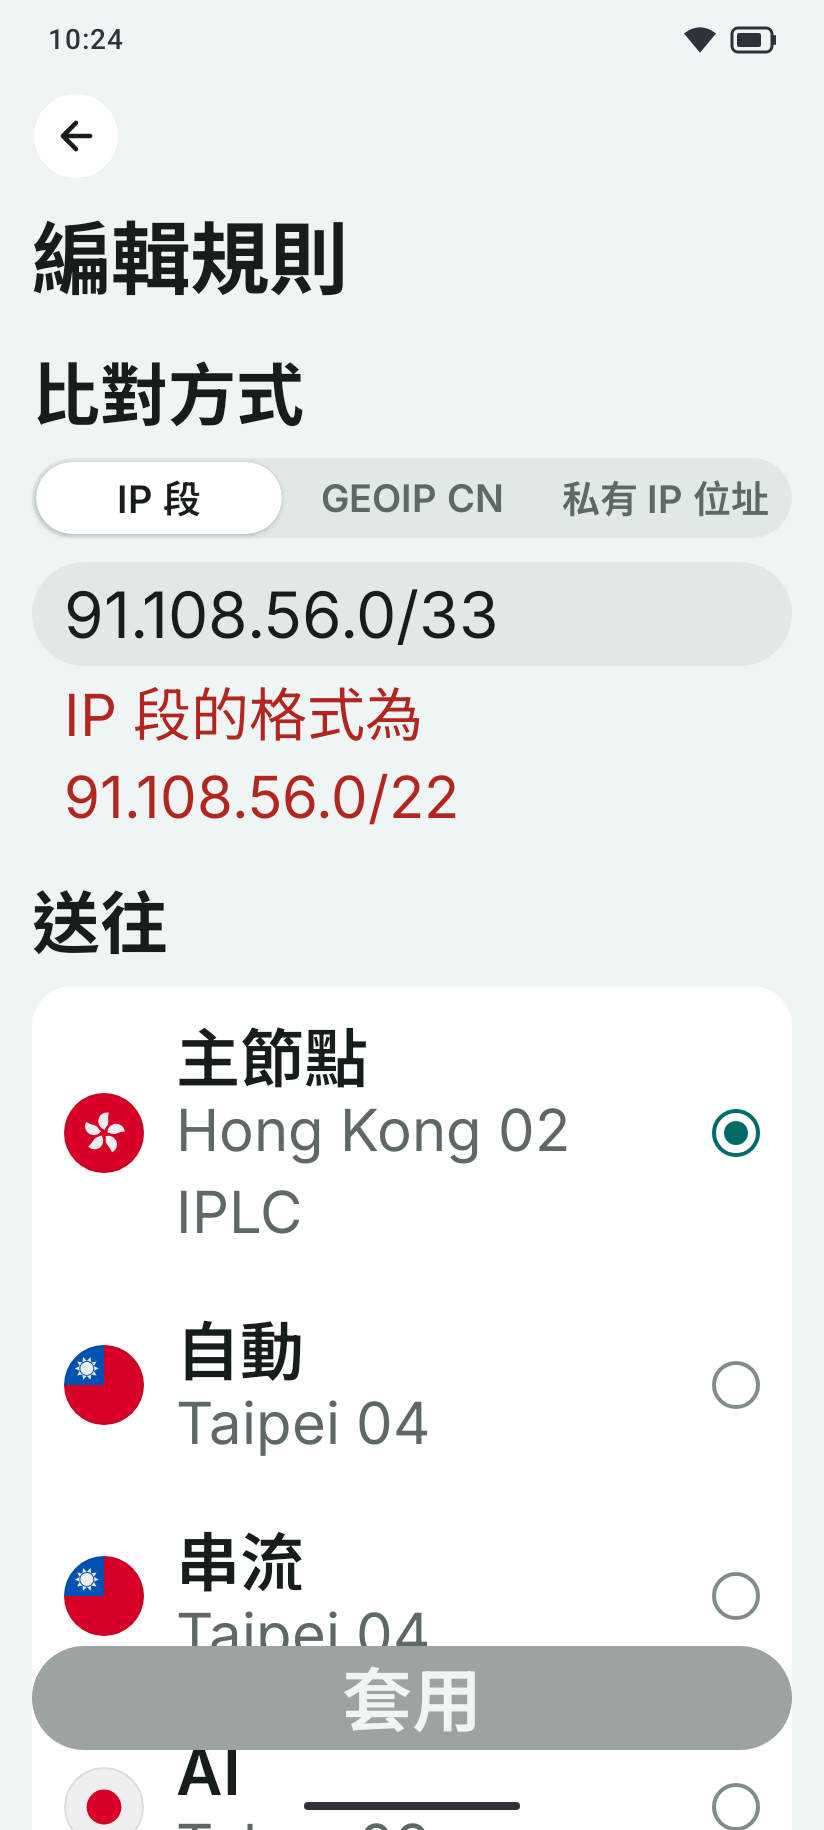 10:24
編輯規則
比對方式
IP 段
GEOIP CN
私有 IP 位址
91.108.56.0/33
IP 段的格式為
91.108.56.0/22
送往
主節點
Hong Kong 02
IPLC
自動
Taipei 04
串流
Taipei 04
套用
AI